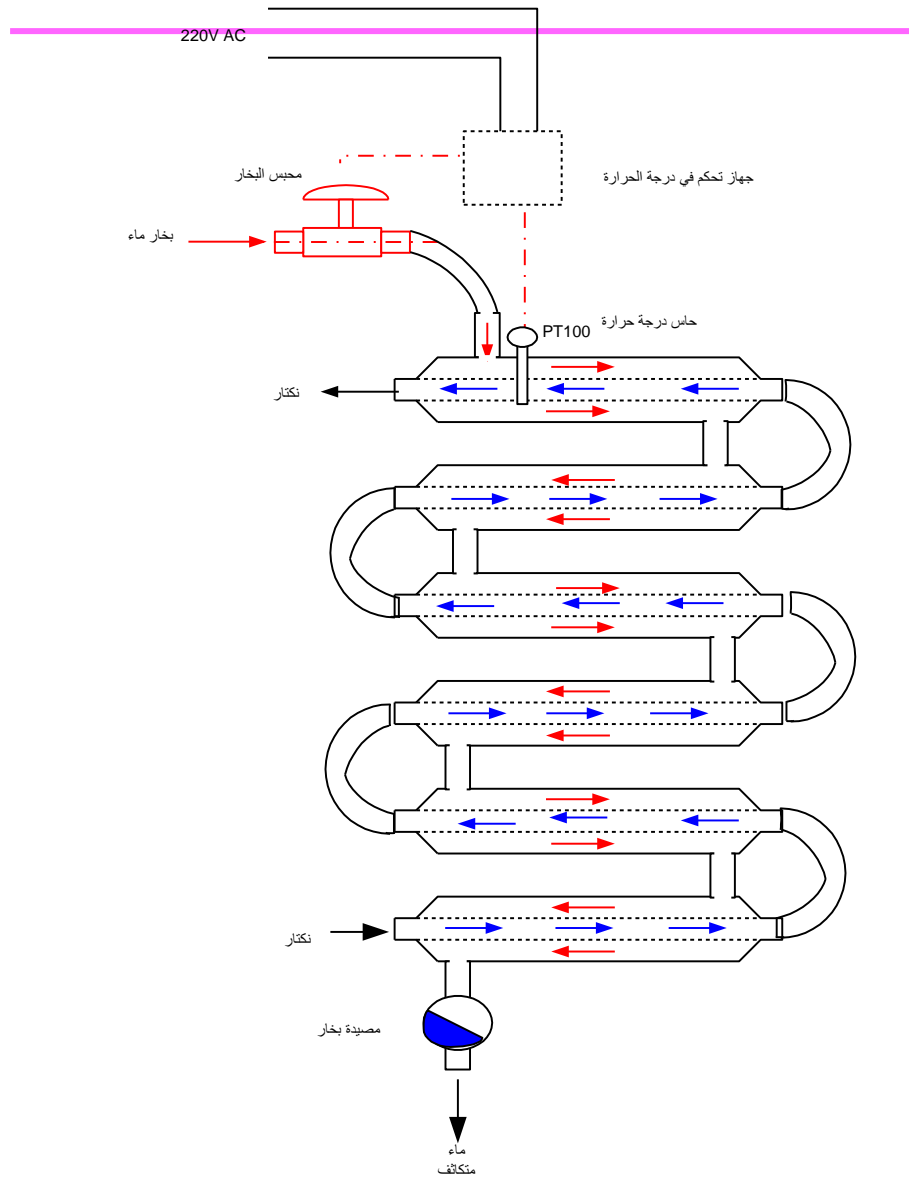 220V AC
محبس البخار
جهاز تحكم في درجة الحرارة
بخار ماء
حاس درجة حرارة
PT100
نكتار
نكتار
مصيدة بخار
ماء
متكاثف